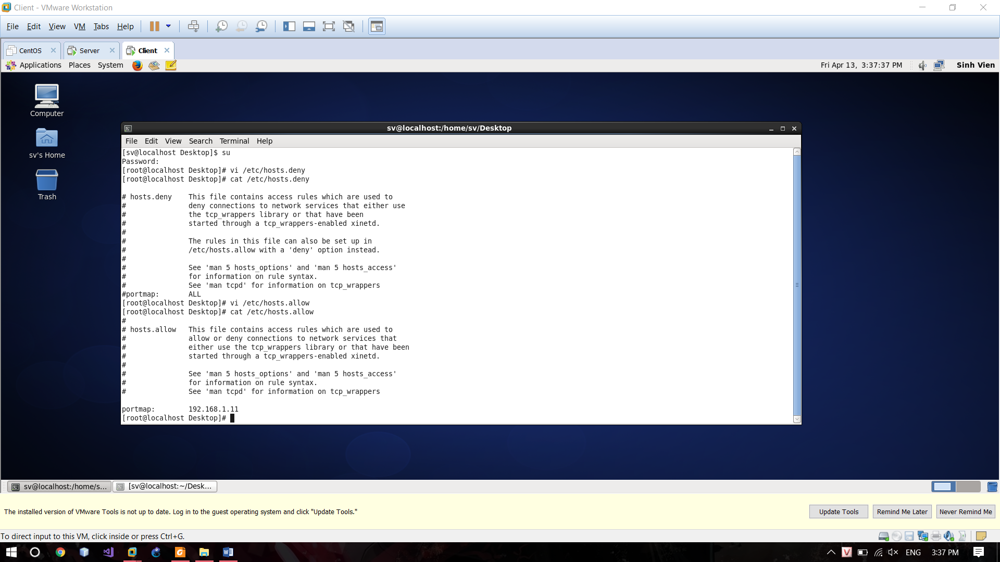 Client - VMware Workstation
File Edit View VM Tabs Help
CentOS Server Client
Applications Places System Fri Apr 13, 3:37:37 PM Sinh Vien
Computer
sv's Home
Trash
sv@localhost:/home/sv/Desktop
File Edit View Search Terminal Help
[sv@localhost Desktop]$ su
Password:
[root@localhost Desktop]# vi /etc/hosts.deny
[root@localhost Desktop]# cat /etc/hosts.deny
# hosts.deny    This file contains access rules which are used to
#               deny connections to network services that either use
#               the tcp_wrappers library or that have been
#               started through a tcp_wrappers-enabled xinetd.
#
#               The rules in this file can also be set up in
#               /etc/hosts.allow with a 'deny' option instead.
#
#               See 'man 5 hosts_options' and 'man 5 hosts_access'
#               for information on rule syntax.
#               See 'man tcpd' for information on tcp_wrappers
#portmap:       ALL
[root@localhost Desktop]# vi /etc/hosts.allow
[root@localhost Desktop]# cat /etc/hosts.allow
#
# hosts.allow   This file contains access rules which are used to
#               allow or deny connections to network services that
#               either use the tcp_wrappers library or that have been
#               started through a tcp_wrappers-enabled xinetd.
#
#               See 'man 5 hosts_options' and 'man 5 hosts_access'
#               for information on rule syntax.
#               See 'man tcpd' for information on tcp_wrappers
portmap:        192.168.1.11
[root@localhost Desktop]#
sv@localhost:/home/s... [sv@localhost:~/Desk...
The installed version of VMware Tools is not up to date. Log in to the guest operating system and click "Update Tools." Update Tools Remind Me Later Never Remind Me
To direct input to this VM, click inside or press Ctrl+G.
ENG 3:37 PM